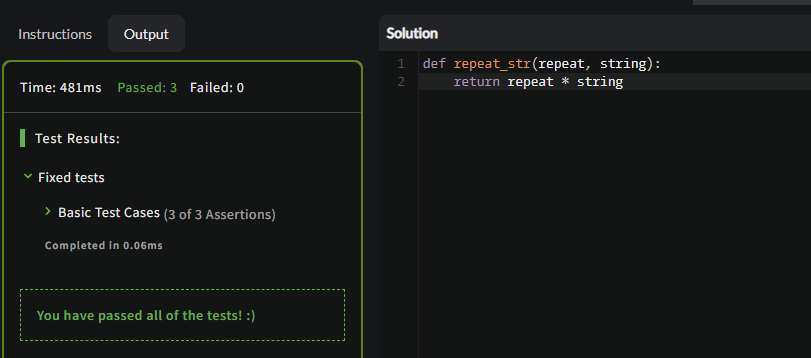 Instructions Output
Time: 481ms Passed: 3 Failed: 0
Test Results:
Fixed tests
Basic Test Cases (3 of 3 Assertions)
Completed in 0.06ms
You have passed all of the tests! :)
Solution
1 def repeat_str(repeat, string):
2     return repeat * string